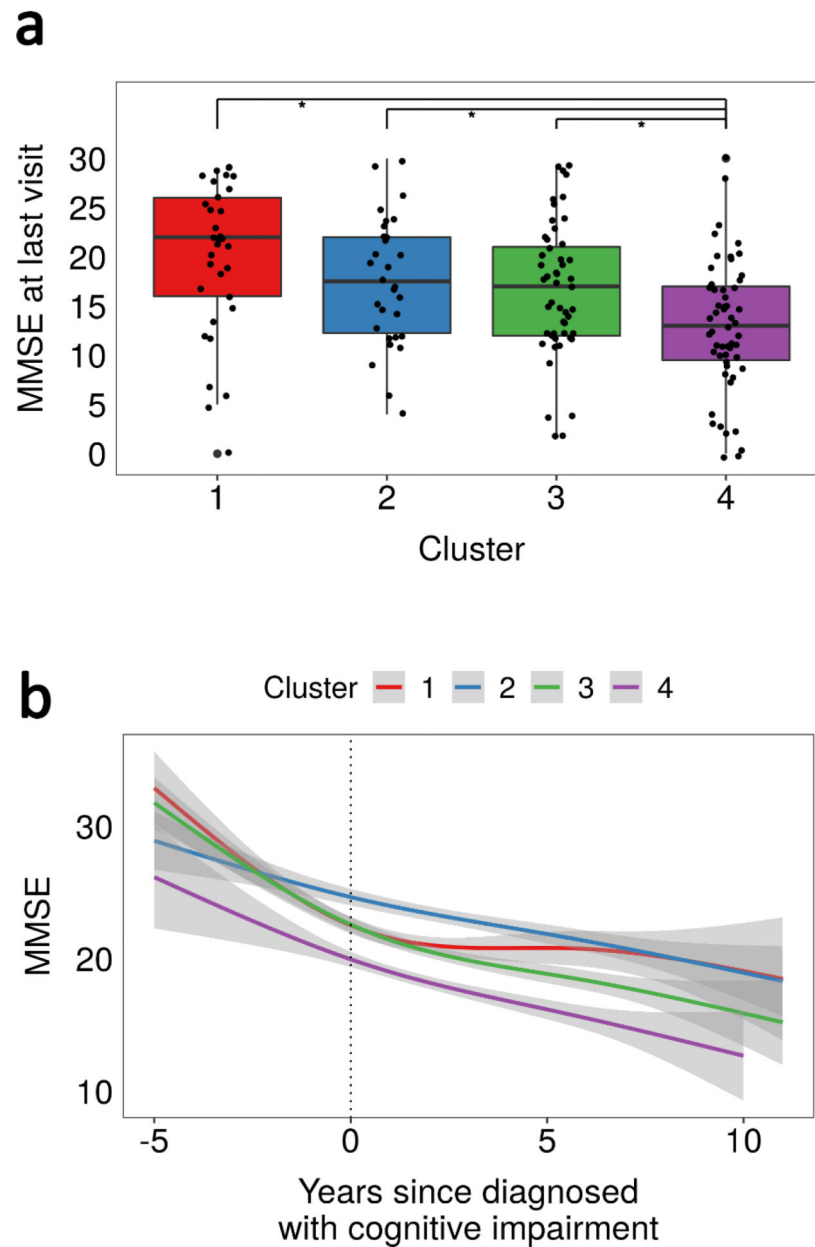 a
*
*
*
30
25
20
15
10
5
0
MMSE at last visit
1 2 3 4
Cluster
b
Cluster 1 2 3 4
30
20
10
MMSE
-5 0 5 10
Years since diagnosed
with cognitive impairment